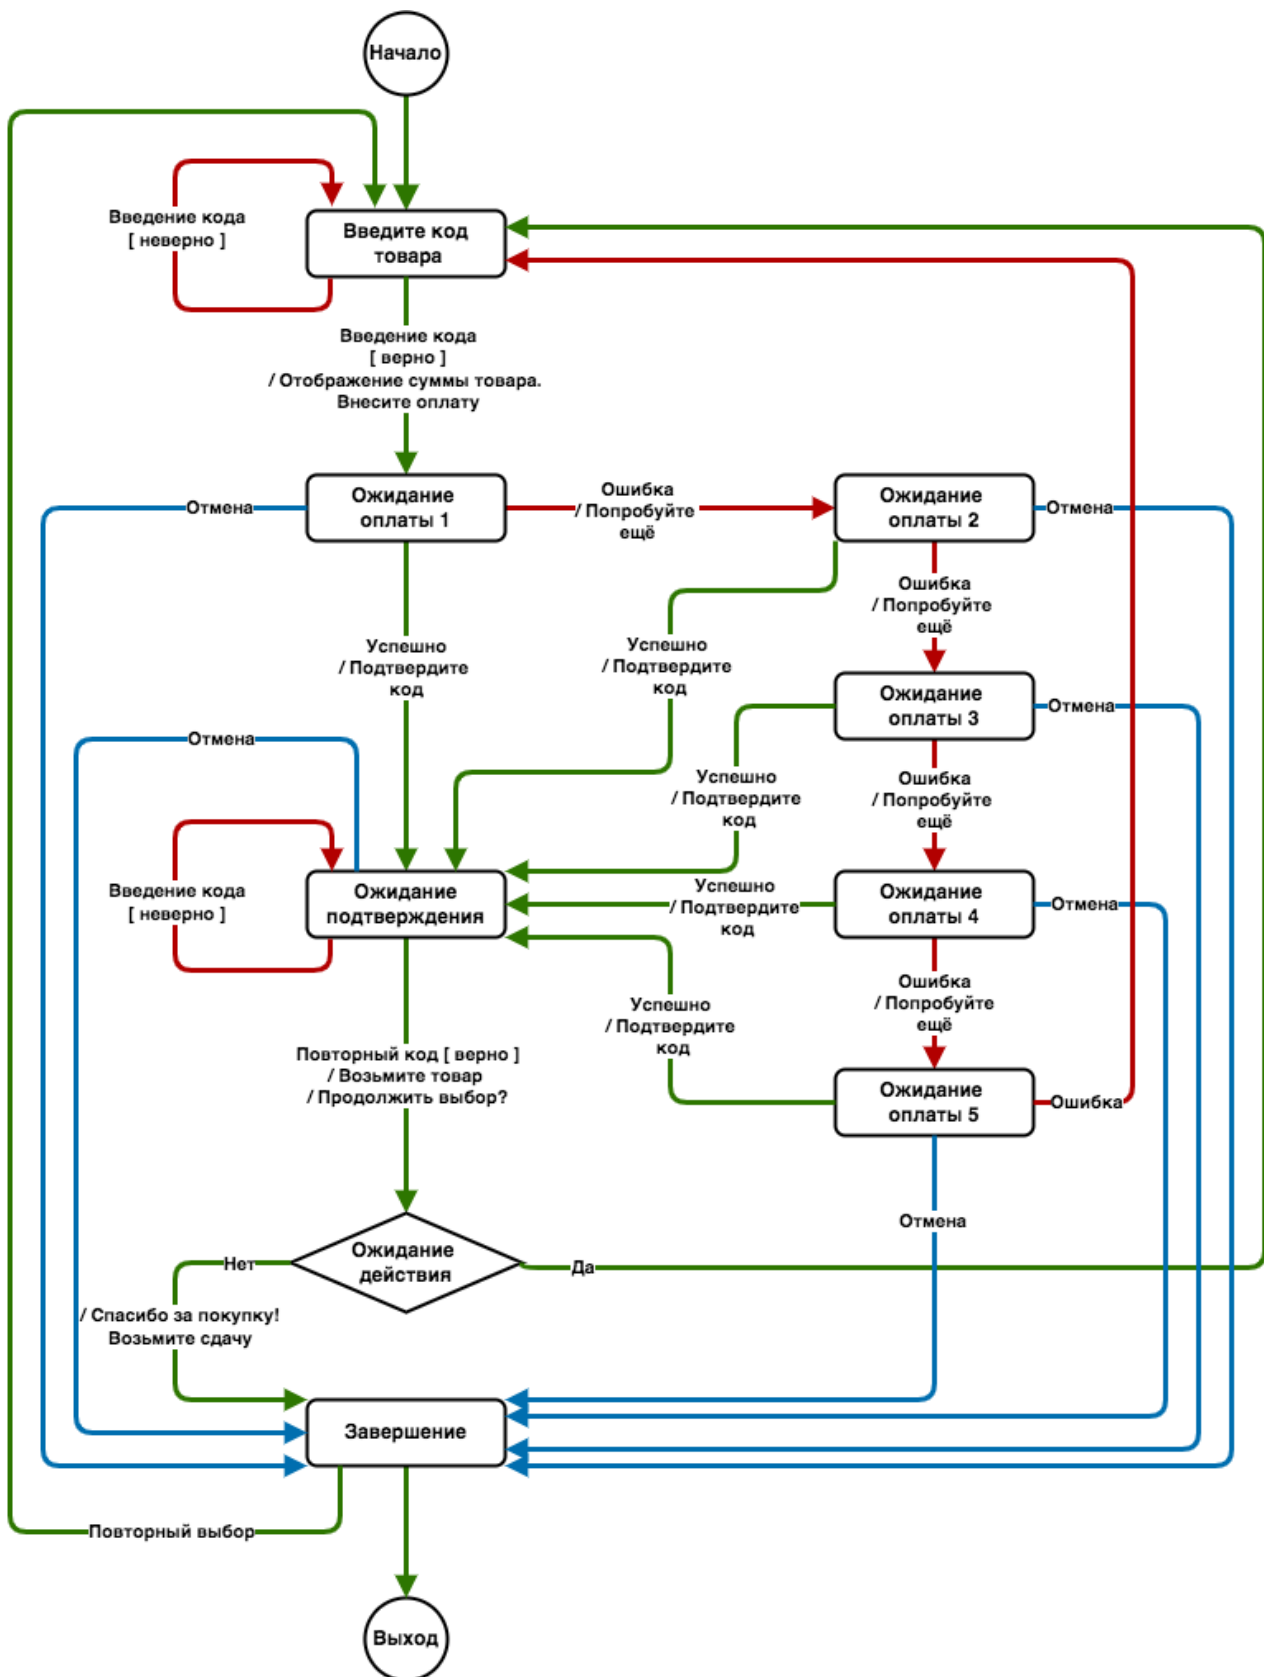 Начало
Введение кода
[ неверно ]
Введите код
товара
Введение кода
[ верно ]
/ Отображение суммы товара.
Внесите оплату
Отмена
Ожидание
оплаты 1
Ошибка
/ Попробуйте
ещё
Ожидание
оплаты 2
Отмена
Ошибка
/ Попробуйте
ещё
Успешно
/ Подтвердите
код
Успешно
/ Подтвердите
код
Ожидание
оплаты 3
Отмена
Отмена
Успешно
/ Подтвердите
код
Ошибка
/ Попробуйте
ещё
Введение кода
[ неверно ]
Ожидание
подтверждения
Успешно
/ Подтвердите
код
Ожидание
оплаты 4
Отмена
Успешно
/ Подтвердите
код
Ошибка
/ Попробуйте
ещё
Повторный код [ верно ]
/ Возьмите товар
/ Продолжить выбор?
Ожидание
оплаты 5
Ошибка
Отмена
Нет
Ожидание
действия
Да
/ Спасибо за покупку!
Возьмите сдачу
Завершение
Повторный выбор
Выход